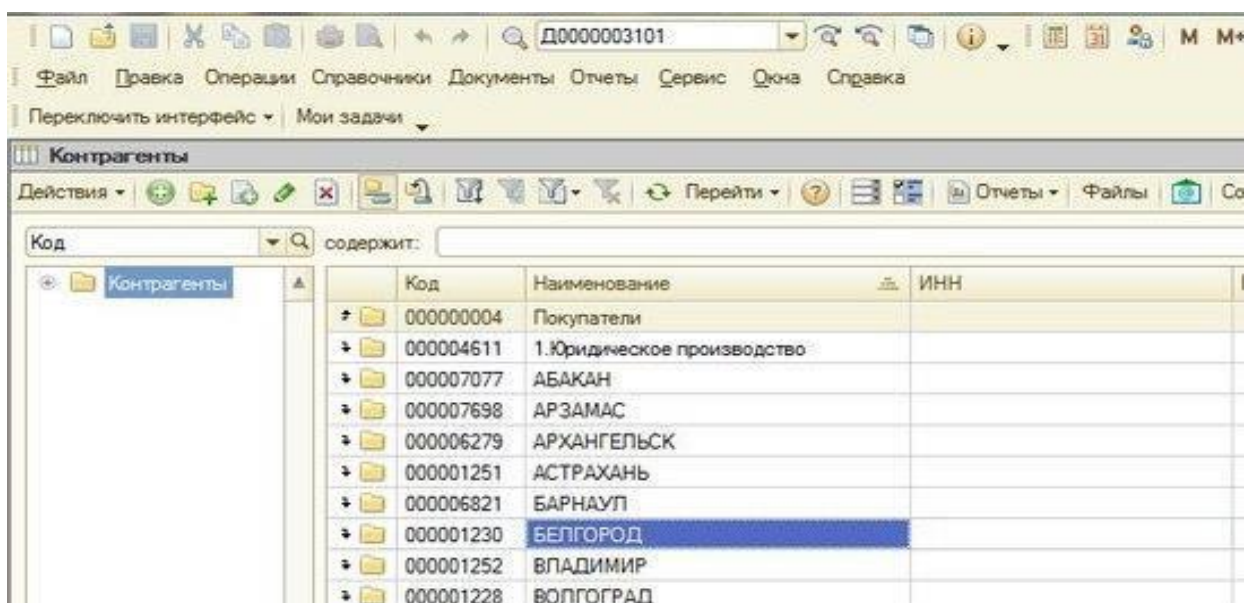 Д0000003101 М М+
Файл Правка Операции Справочники Документы Отчеты Сервис Окна Справка
Переключить интерфейс Мои задачи
Контрагенты
Действия Перейти Отчеты Файлы Со
Код содержит:
Контрагенты Код Наименование ИНН
000000004 Покупатели
000004611 1.Юридическое производство
000007077 АБАКАН
000007698 АРЗАМАС
000006279 АРХАНГЕЛЬСК
000001251 АСТРАХАНЬ
000006821 БАРНАУЛ
000001230 БЕЛГОРОД
000001252 ВЛАДИМИР
000001228 ВОЛГОГРАД